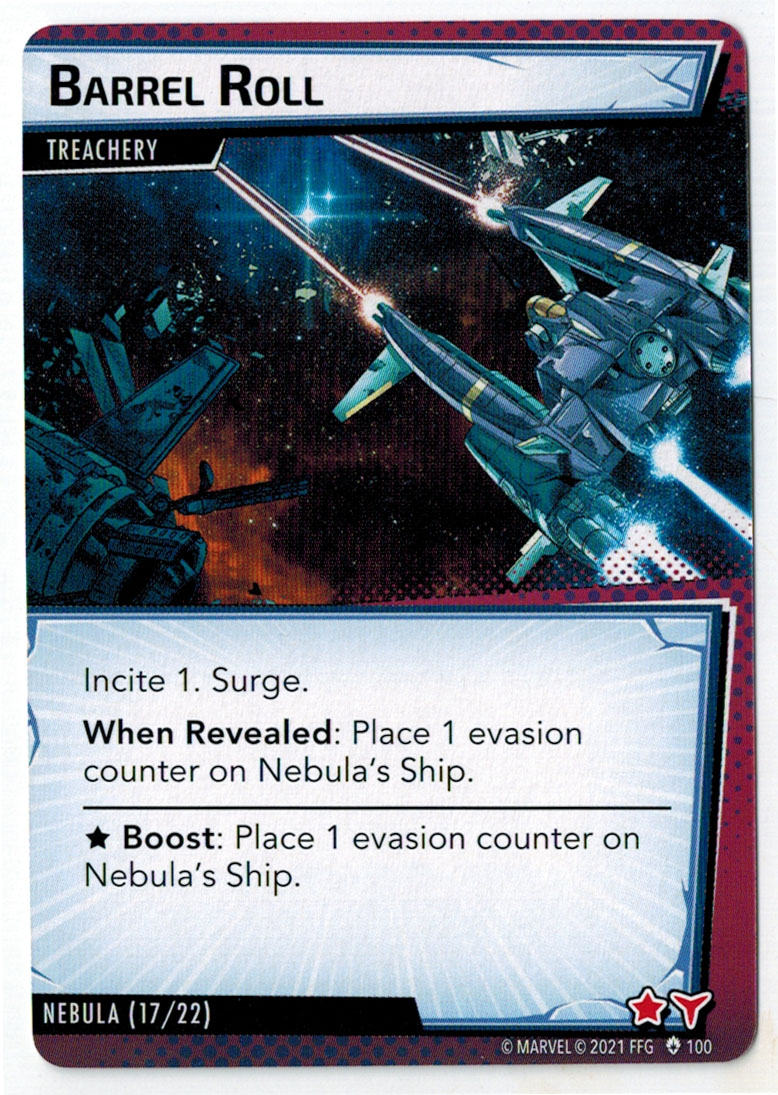 BARREL ROLL
TREACHERY
Incite 1. Surge.
When Revealed: Place 1 evasion
counter on Nebula's Ship.
★ Boost: Place 1 evasion counter on
Nebula's Ship.
NEBULA (17/22)
© MARVEL © 2021 FFG 100